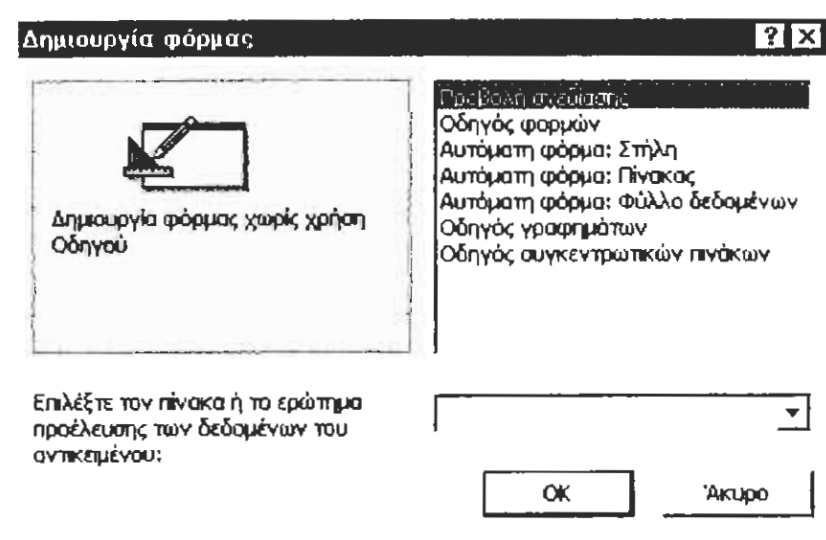 Δημιουργία φόρμας
Προβολή σχεδίασης
Οδηγός φορμών
Αυτόματη φόρμα: Στήλη
Αυτόματη φόρμα: Πίνακας
Αυτόματη φόρμα: Φύλλο δεδομένων
Οδηγός γραφημάτων
Οδηγός συγκεντρωτικών πινάκων
Δημιουργία φόρμας χωρίς χρήση
Οδηγού
Επιλέξτε τον πίνακα ή το ερώτημα
προέλευσης των δεδομένων του
αντικειμένου:
OK
Άκυρο